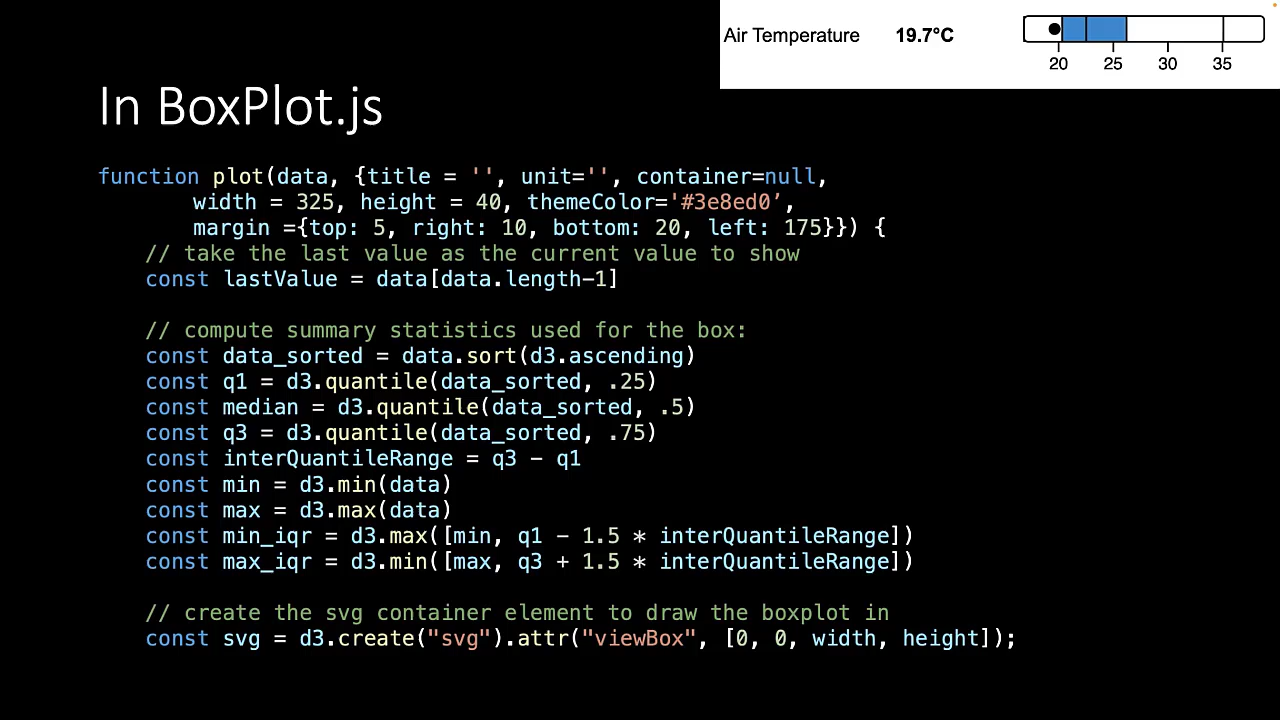 Air Temperature 19.7°C
20 25 30 35
In BoxPlot.js
function plot(data, {title = '', unit='', container=null,
width = 325, height = 40, themeColor='#3e8ed0’,
margin ={top: 5, right: 10, bottom: 20, left: 175}}) {
// take the last value as the current value to show
const lastValue = data[data.length-1]
// compute summary statistics used for the box:
const data_sorted = data.sort(d3.ascending)
const q1 = d3.quantile(data_sorted, .25)
const median = d3.quantile(data_sorted, .5)
const q3 = d3.quantile(data_sorted, .75)
const interQuantileRange = q3 - q1
const min = d3.min(data)
const max = d3.max(data)
const min_iqr = d3.max([min, q1 - 1.5 * interQuantileRange])
const max_iqr = d3.min([max, q3 + 1.5 * interQuantileRange])
// create the svg container element to draw the boxplot in
const svg = d3.create("svg").attr("viewBox", [0, 0, width, height]);